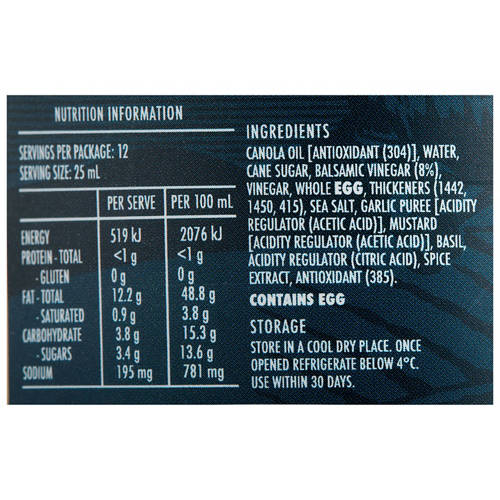 NUTRITION INFORMATION
SERVINGS PER PACKAGE: 12
SERVING SIZE: 25 mL
PER SERVE PER 100 mL
ENERGY 519 kJ 2076 kJ
PROTEIN - TOTAL <1 g <1 g
- GLUTEN 0 g 0 g
FAT - TOTAL 12.2 g 48.8 g
- SATURATED 0.9 g 3.8 g
CARBOHYDRATE 3.8 g 15.3 g
- SUGARS 3.4 g 13.6 g
SODIUM 195 mg 781 mg
INGREDIENTS
CANOLA OIL [ANTIOXIDANT (304)], WATER,
CANE SUGAR, BALSAMIC VINEGAR (8%),
VINEGAR, WHOLE EGG, THICKENERS (1442,
1450, 415), SEA SALT, GARLIC PUREE [ACIDITY
REGULATOR (ACETIC ACID)], MUSTARD
[ACIDITY REGULATOR (ACETIC ACID)], BASIL,
ACIDITY REGULATOR (CITRIC ACID), SPICE
EXTRACT, ANTIOXIDANT (385).
CONTAINS EGG
STORAGE
STORE IN A COOL DRY PLACE. ONCE
OPENED REFRIGERATE BELOW 4°C.
USE WITHIN 30 DAYS.